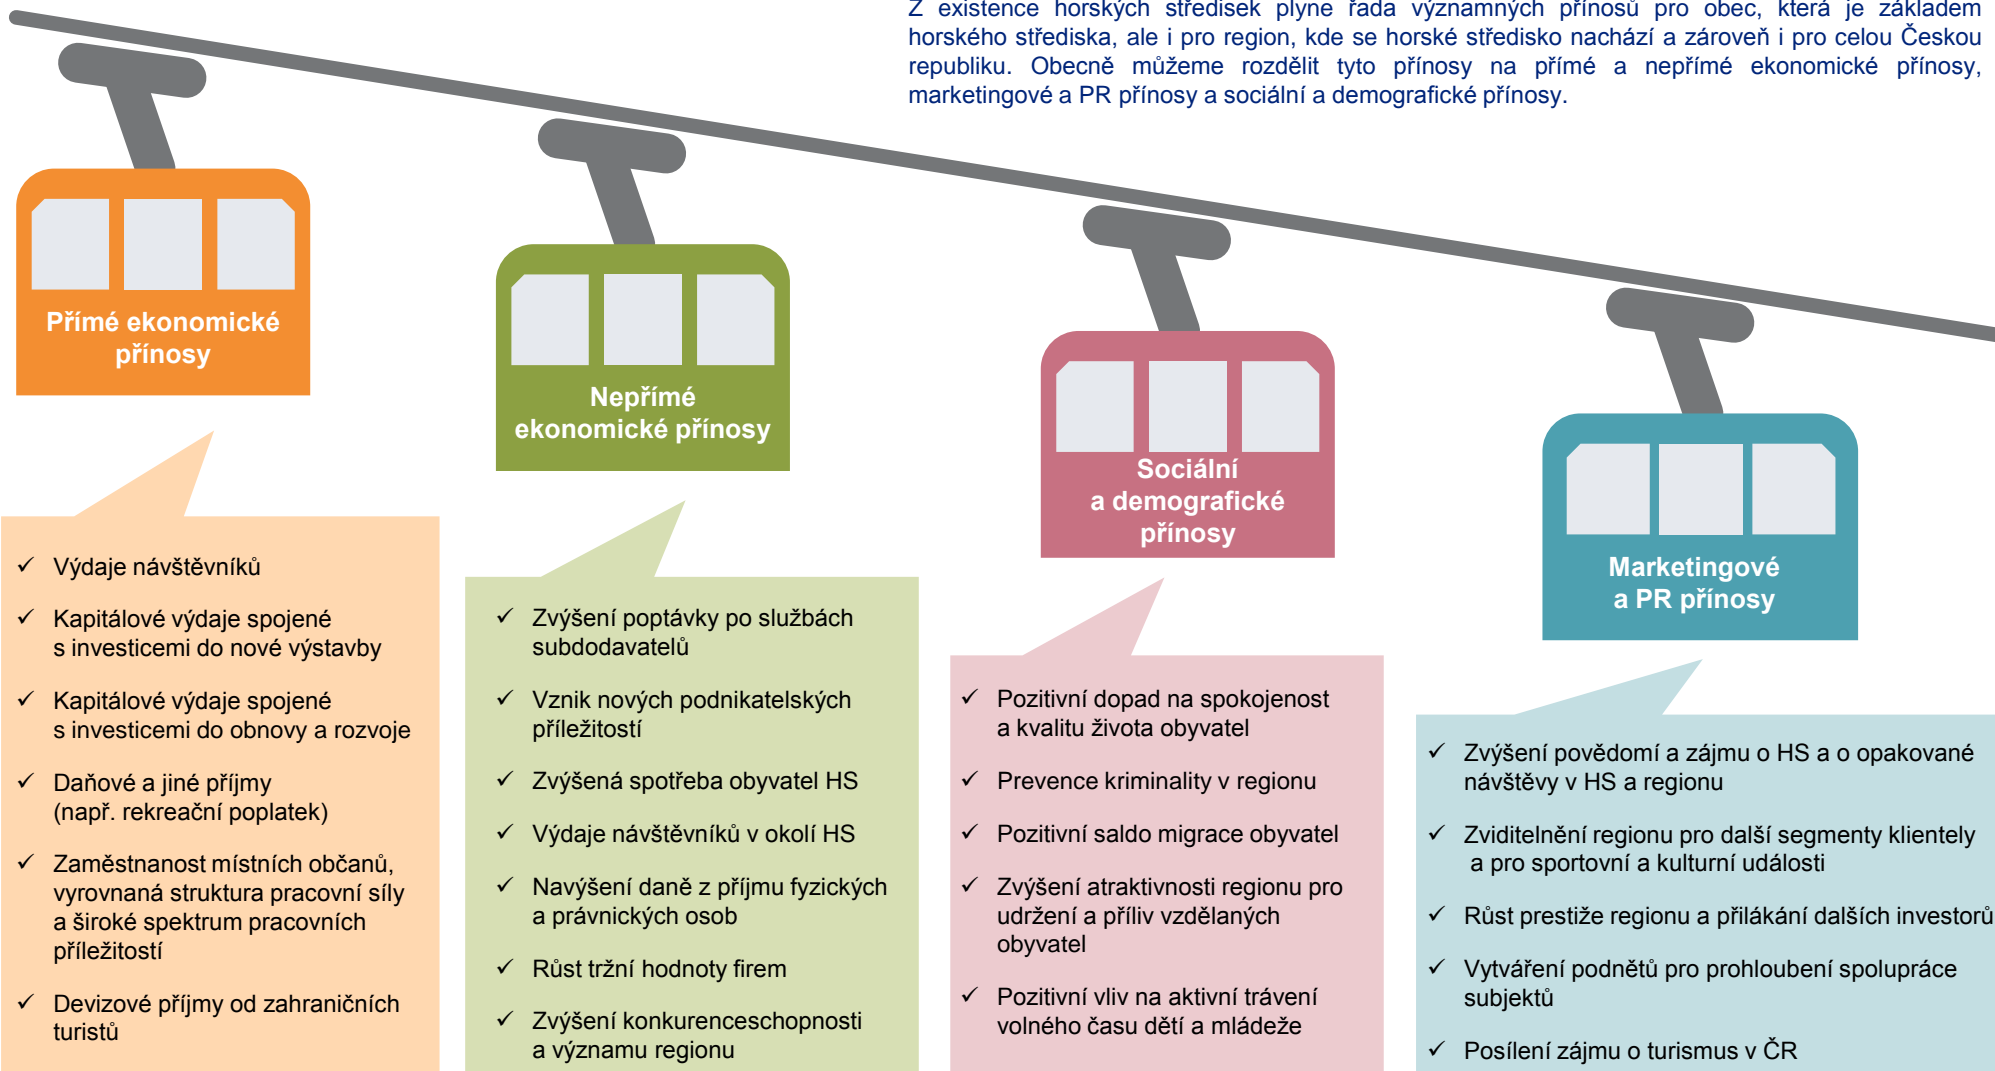 Z existence horských středisek plyne řada významných přínosů pro obec, která je základem
horského střediska, ale i pro region, kde se horské středisko nachází a zároveň i pro celou Českou
republiku. Obecně můžeme rozdělit tyto přínosy na přímé a nepřímé ekonomické přínosy,
marketingové a PR přínosy a sociální a demografické přínosy.
Přímé ekonomické
přínosy
✓ Výdaje návštěvníků
✓ Kapitálové výdaje spojené
s investicemi do nové výstavby
✓ Kapitálové výdaje spojené
s investicemi do obnovy a rozvoje
✓ Daňové a jiné příjmy
(např. rekreační poplatek)
✓ Zaměstnanost místních občanů,
vyrovnaná struktura pracovní síly
a široké spektrum pracovních
příležitostí
✓ Devizové příjmy od zahraničních
turistů
Nepřímé
ekonomické přínosy
✓ Zvýšení poptávky po službách
subdodavatelů
✓ Vznik nových podnikatelských
příležitostí
✓ Zvýšená spotřeba obyvatel HS
✓ Výdaje návštěvníků v okolí HS
✓ Navýšení daně z příjmu fyzických
a právnických osob
✓ Růst tržní hodnoty firem
✓ Zvýšení konkurenceschopnosti
a významu regionu
Sociální
a demografické
přínosy
✓ Pozitivní dopad na spokojenost
a kvalitu života obyvatel
✓ Prevence kriminality v regionu
✓ Pozitivní saldo migrace obyvatel
✓ Zvýšení atraktivnosti regionu pro
udržení a příliv vzdělaných
obyvatel
✓ Pozitivní vliv na aktivní trávení
volného času dětí a mládeže
Marketingové
a PR přínosy
✓ Zvýšení povědomí a zájmu o HS a o opakované
návštěvy v HS a regionu
✓ Zviditelnění regionu pro další segmenty klientely
a pro sportovní a kulturní události
✓ Růst prestiže regionu a přilákání dalších investorů
✓ Vytváření podnětů pro prohloubení spolupráce
subjektů
✓ Posílení zájmu o turismus v ČR